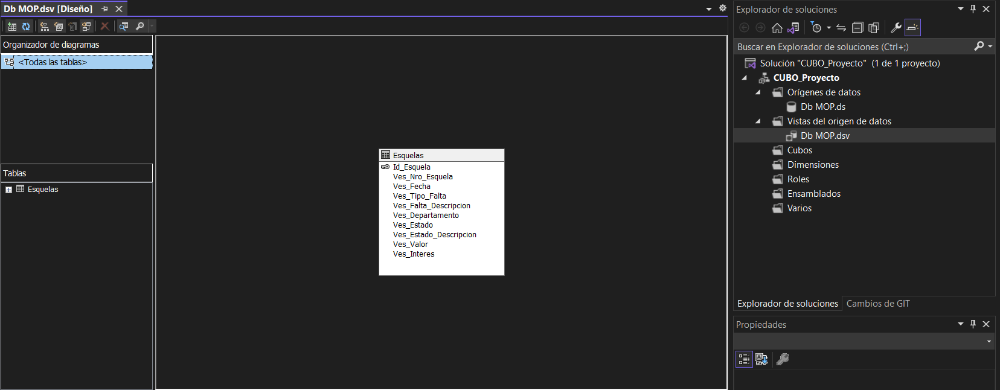 Db MOP.dsv [Diseño]
Organizador de diagramas
<Todas las tablas>
Tablas
Esquelas
Esquelas
Id_Esquela
Ves_Nro_Esquela
Ves_Fecha
Ves_Tipo_Falta
Ves_Falta_Descripcion
Ves_Departamento
Ves_Estado
Ves_Estado_Descripcion
Ves_Valor
Ves_Interes
Explorador de soluciones
Buscar en Explorador de soluciones (Ctrl+;)
Solución "CUBO_Proyecto" (1 de 1 proyecto)
CUBO_Proyecto
Orígenes de datos
Db MOP.ds
Vistas del origen de datos
Db MOP.dsv
Cubos
Dimensiones
Roles
Ensamblados
Varios
Explorador de soluciones Cambios de GIT
Propiedades